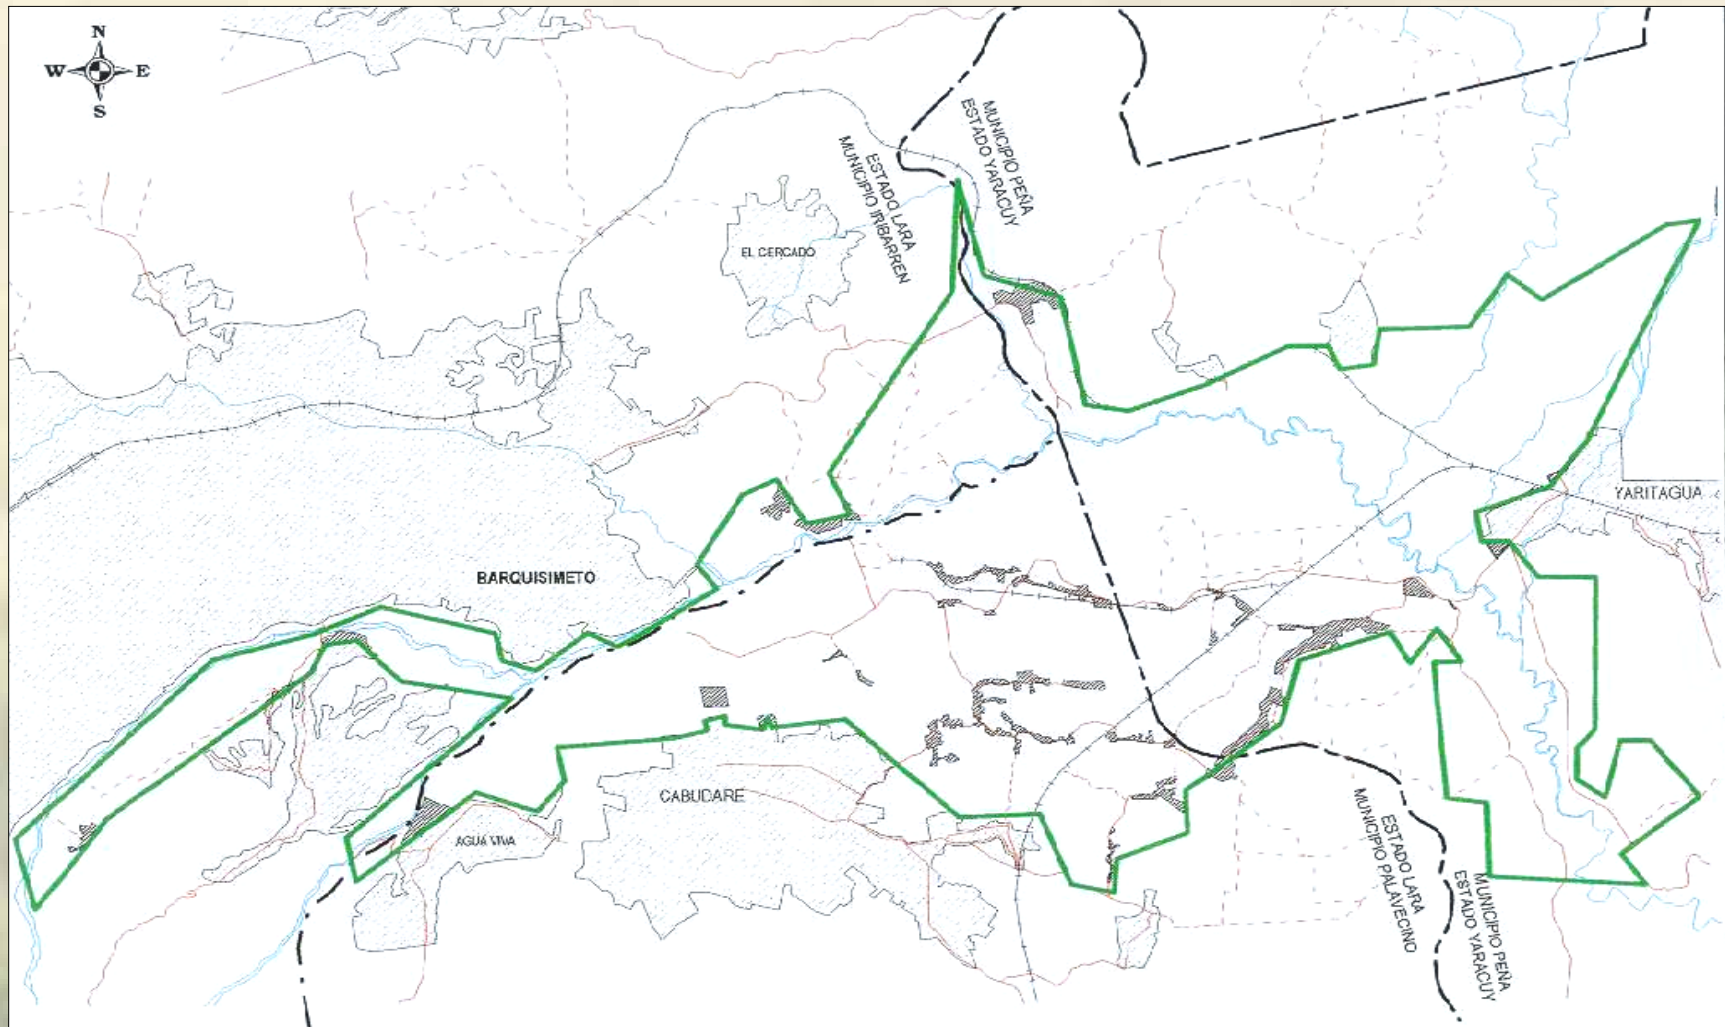 N
W E
S
MUNICIPIO PEÑA
ESTADO YARACUY
ESTADO LARA
MUNICIPIO IRIBARREN
EL CERCADO
YARITAGUA
BARQUISIMETO
CABUDARE
AGUA VIVA
ESTADO LARA
MUNICIPIO PALAVECINO
MUNICIPIO PEÑA
ESTADO YARACUY